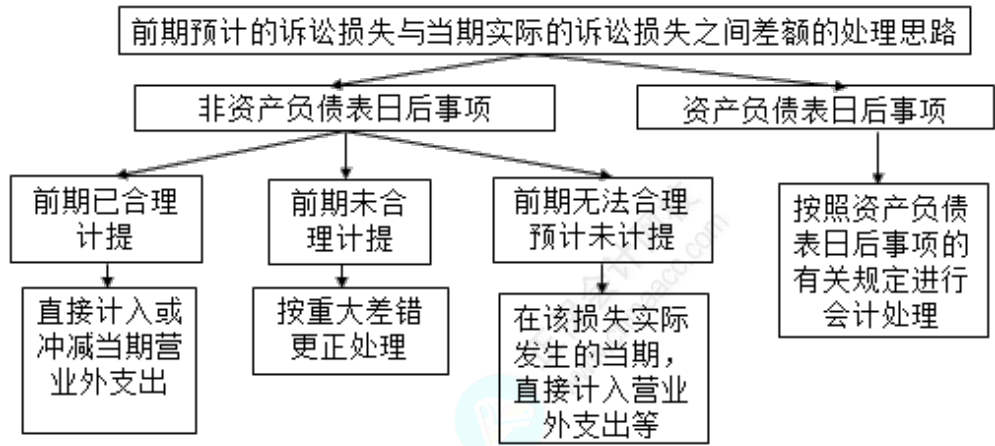 前期预计的诉讼损失与当期实际的诉讼损失之间差额的处理思路
非资产负债表日后事项
资产负债表日后事项
前期已合理
计提
前期未合
理计提
前期无法合理
预计未计提
按照资产负债
表日后事项的
有关规定进行
会计处理
直接计入或
冲减当期营
业外支出
按重大差错
更正处理
在该损失实际
发生的当期，
直接计入营业
外支出等